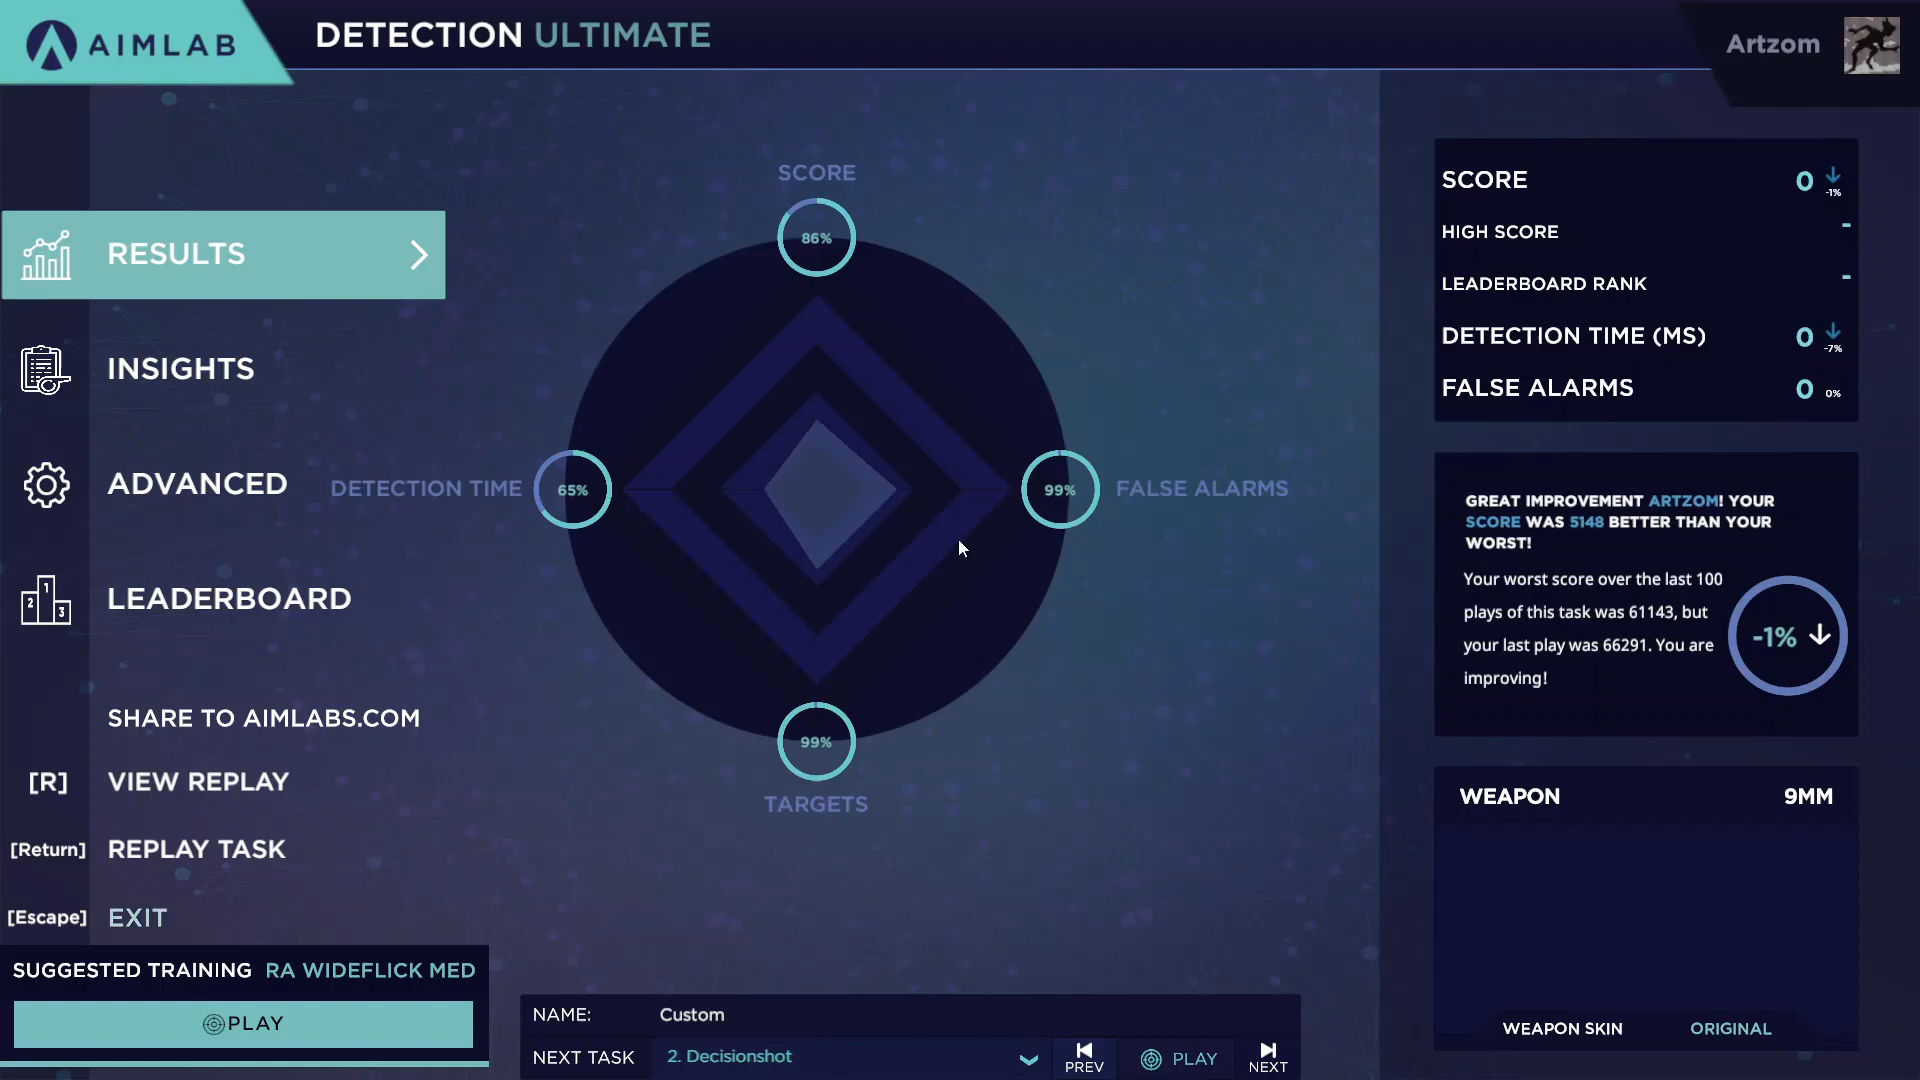 AIMLAB
DETECTION ULTIMATE
Artzom
RESULTS
INSIGHTS
ADVANCED
LEADERBOARD
SHARE TO AIMLABS.COM
[R] VIEW REPLAY
[Return] REPLAY TASK
[Escape] EXIT
SUGGESTED TRAINING RA WIDEFLICK MED
PLAY
SCORE
86%
DETECTION TIME 65%
99% FALSE ALARMS
99%
TARGETS
NAME: Custom
NEXT TASK 2. Decisionshot
PREV
PLAY
NEXT
SCORE 0 -1%
HIGH SCORE -
LEADERBOARD RANK -
DETECTION TIME (MS) 0 -7%
FALSE ALARMS 0 0%
GREAT IMPROVEMENT ARTZOM! YOUR
SCORE WAS 5148 BETTER THAN YOUR
WORST!
Your worst score over the last 100
plays of this task was 61143, but
your last play was 66291. You are
improving!
-1%
WEAPON 9MM
WEAPON SKIN ORIGINAL
2 1 3